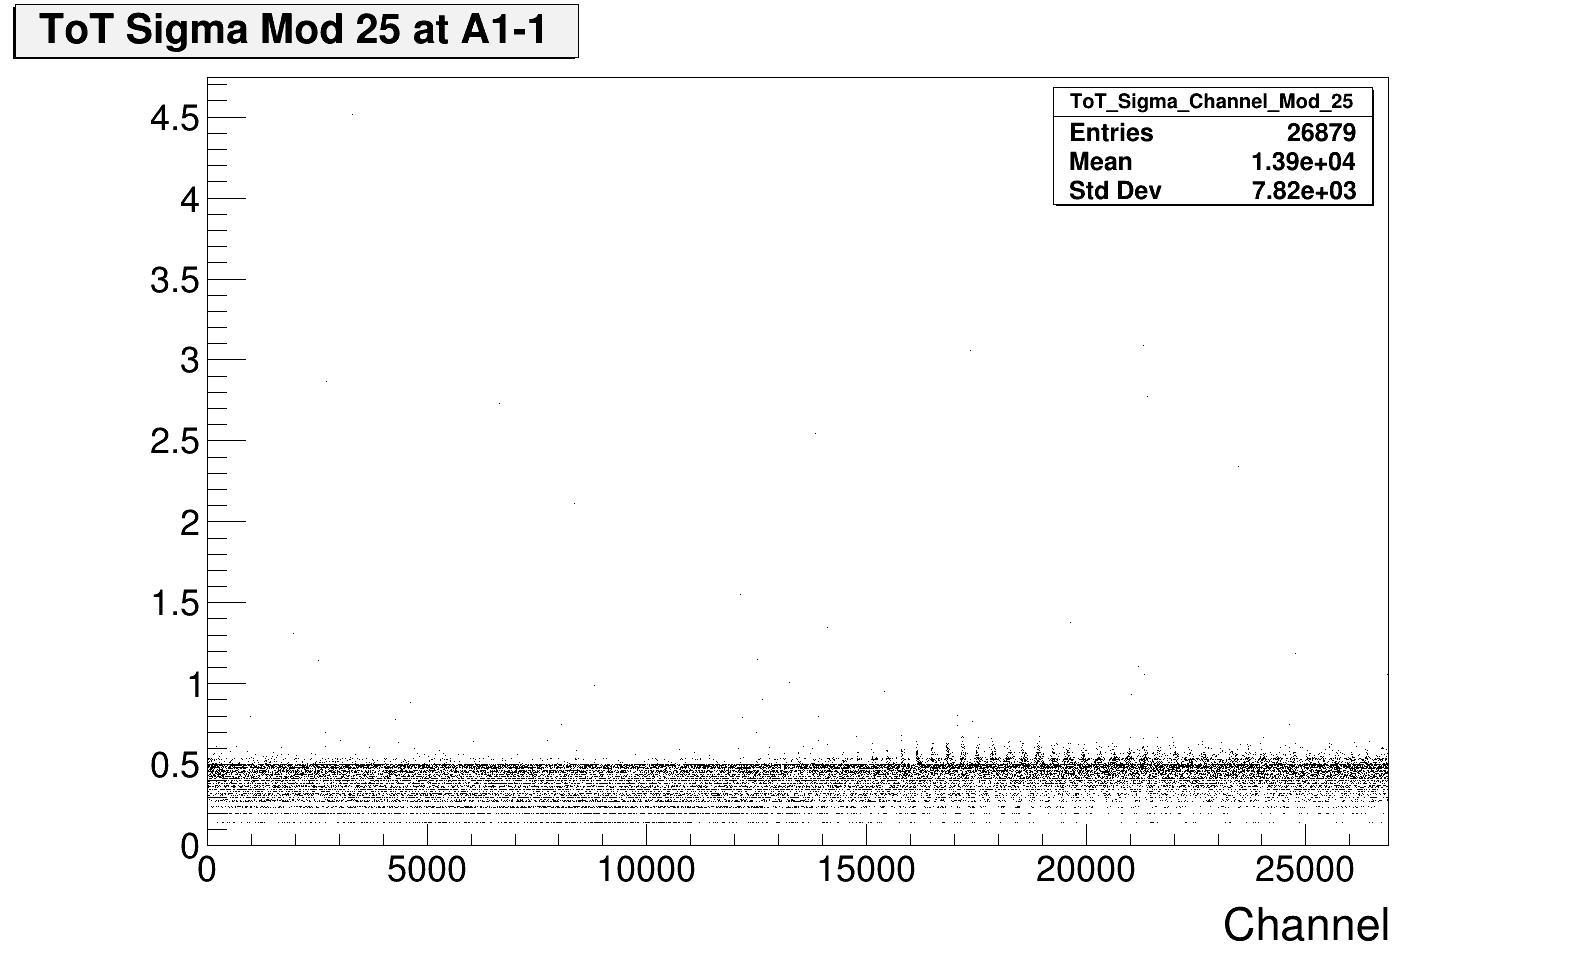 ToT Sigma Mod 25 at A1-1
ToT_Sigma_Channel_Mod_25
Entries 26879
Mean 1.39e+04
Std Dev 7.82e+03
4.5
4
3.5
3
2.5
2
1.5
1
0.5
0
0 5000 10000 15000 20000 25000
Channel